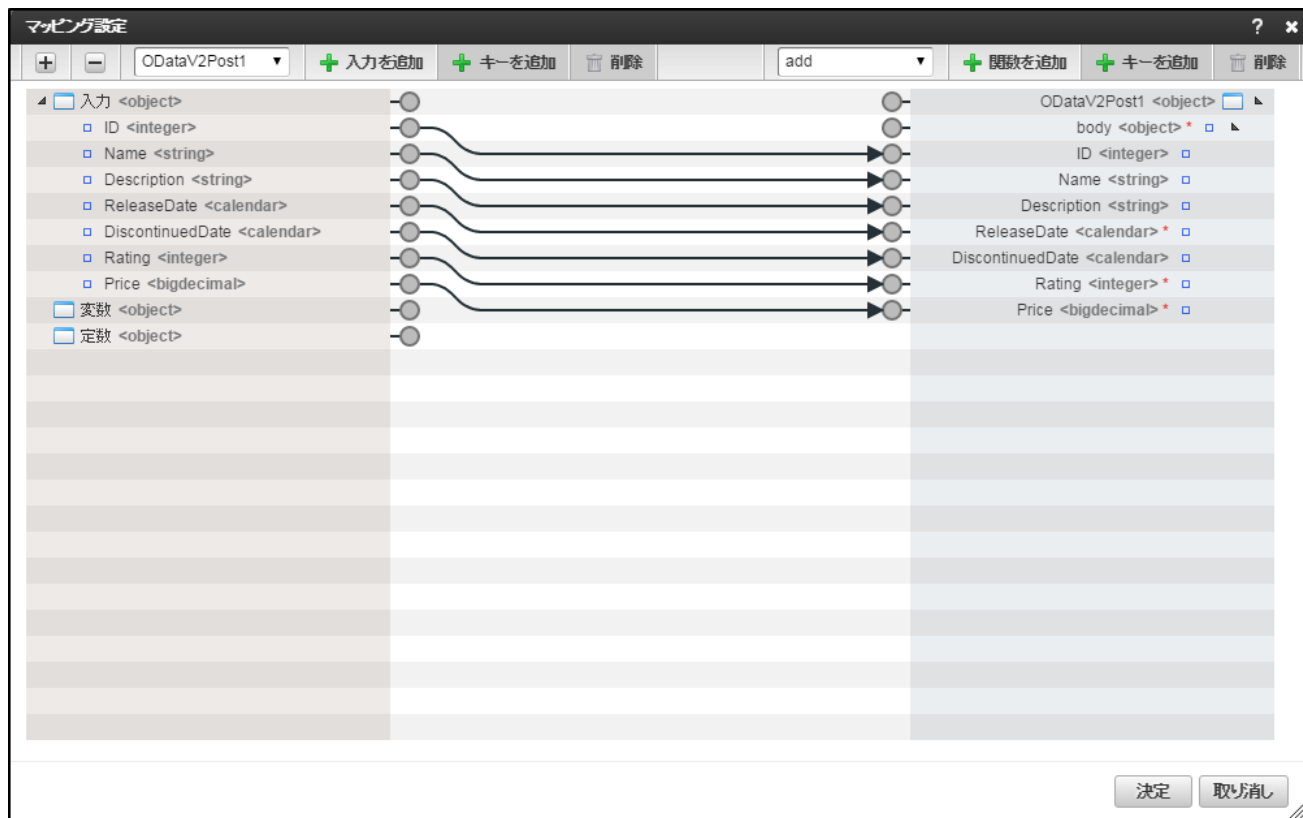 マッピング設定 ? ×
ODataV2Post1 入力を追加 キーを追加 削除 add 関数を追加 キーを追加 削除
入力 <object> ODataV2Post1 <object>
ID <integer> body <object> *
Name <string> ID <integer>
Description <string> Name <string>
ReleaseDate <calendar> Description <string>
DiscontinuedDate <calendar> ReleaseDate <calendar> *
Rating <integer> DiscontinuedDate <calendar>
Price <bigdecimal> Rating <integer> *
変数 <object> Price <bigdecimal> *
定数 <object>
決定 取り消し